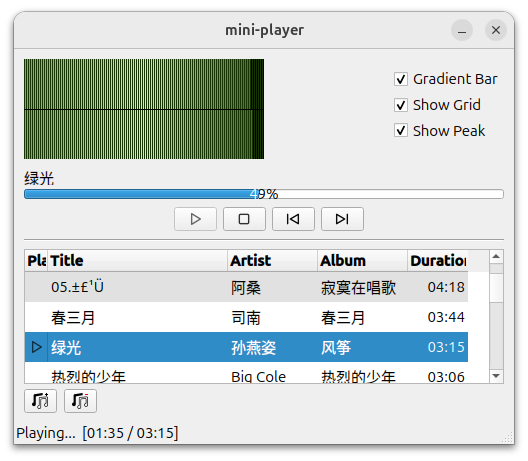 mini-player
Gradient Bar
Show Grid
Show Peak
绿光
49%
Pla Title Artist Album Duration
05.±£¹Ü 阿桑 寂寞在唱歌 04:18
春三月 司南 春三月 03:44
绿光 孙燕姿 风筝 03:15
热烈的少年 Big Cole 热烈的少年 03:06
Playing... [01:35 / 03:15]